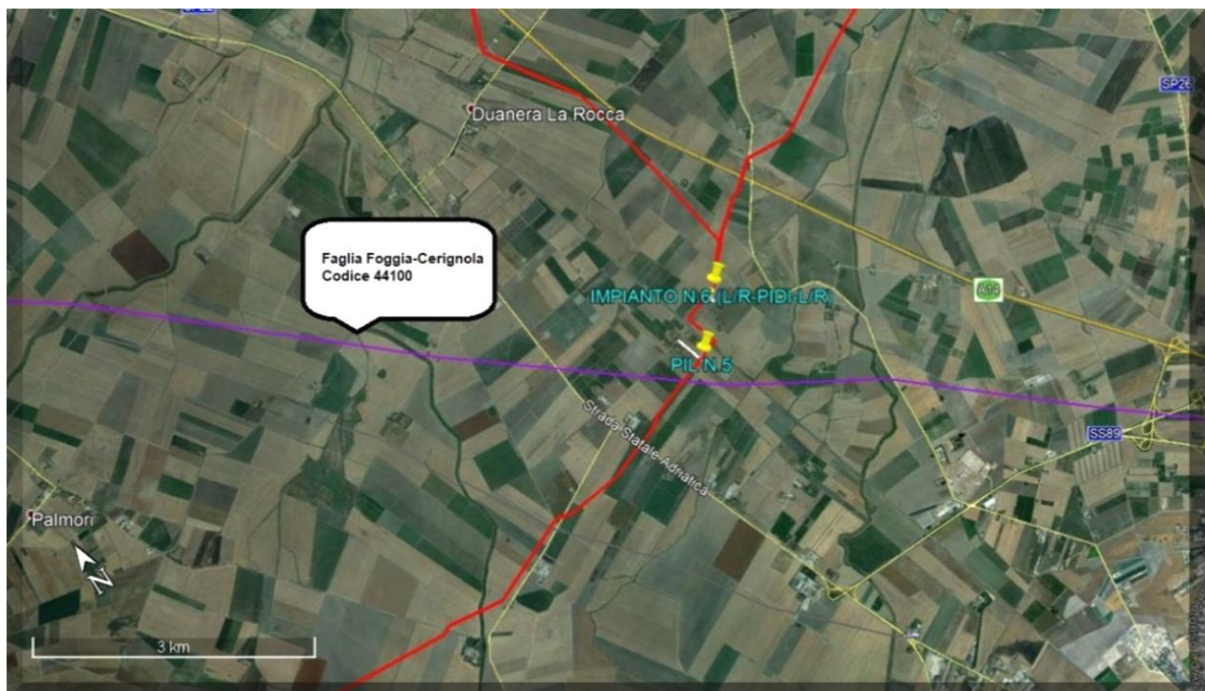 SP26
Duanera La Rocca
Faglia Foggia-Cerignola
Codice 44100
IMPIANTO N.6 (L/R-PIDI-L/R)
A14
PIL N.5
Strada Statale Adriatica
SS89
Palmori
N
3 km